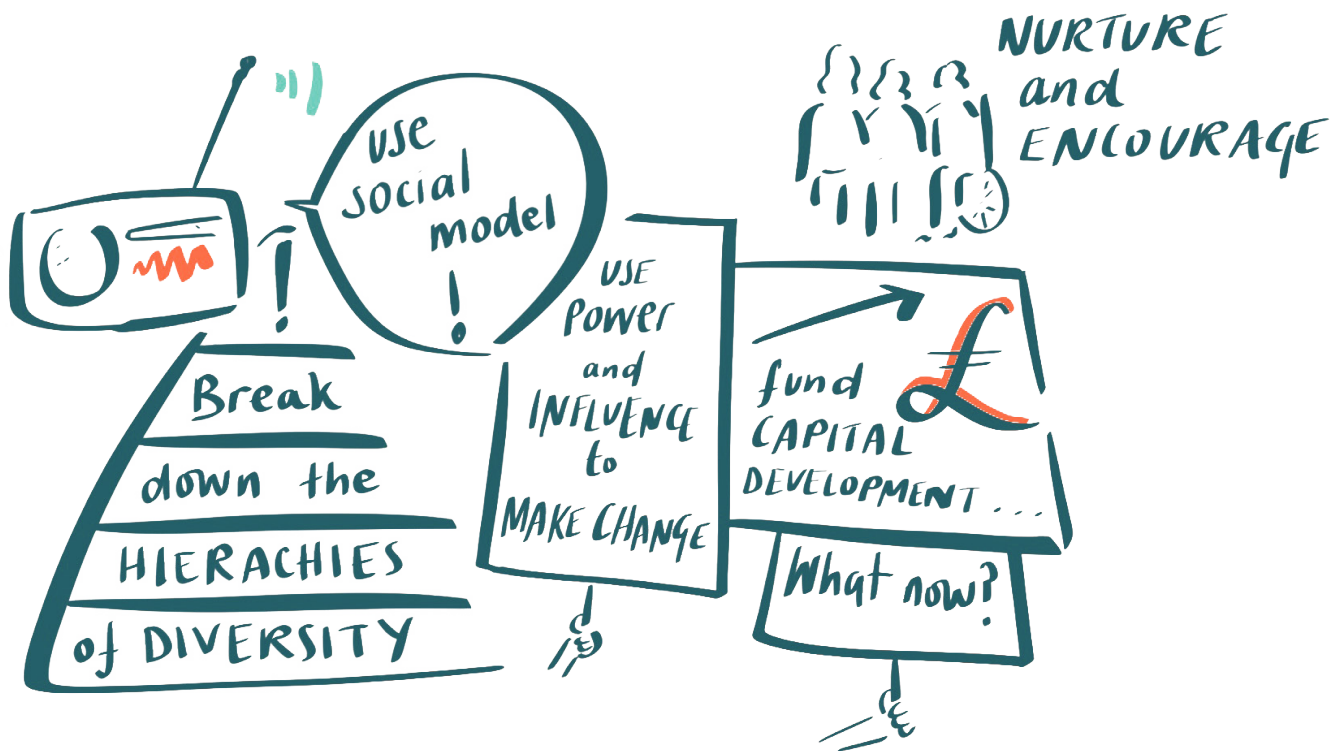 USE
SOCIAL
MODEL
!
!
Break
down the
HIERACHIES
of DIVERSITY
USE
POWER
and
INFLUENCE
to
MAKE CHANGE
NURTURE
and
ENCOURAGE
£
fund
CAPITAL
DEVELOPMENT...
What now?